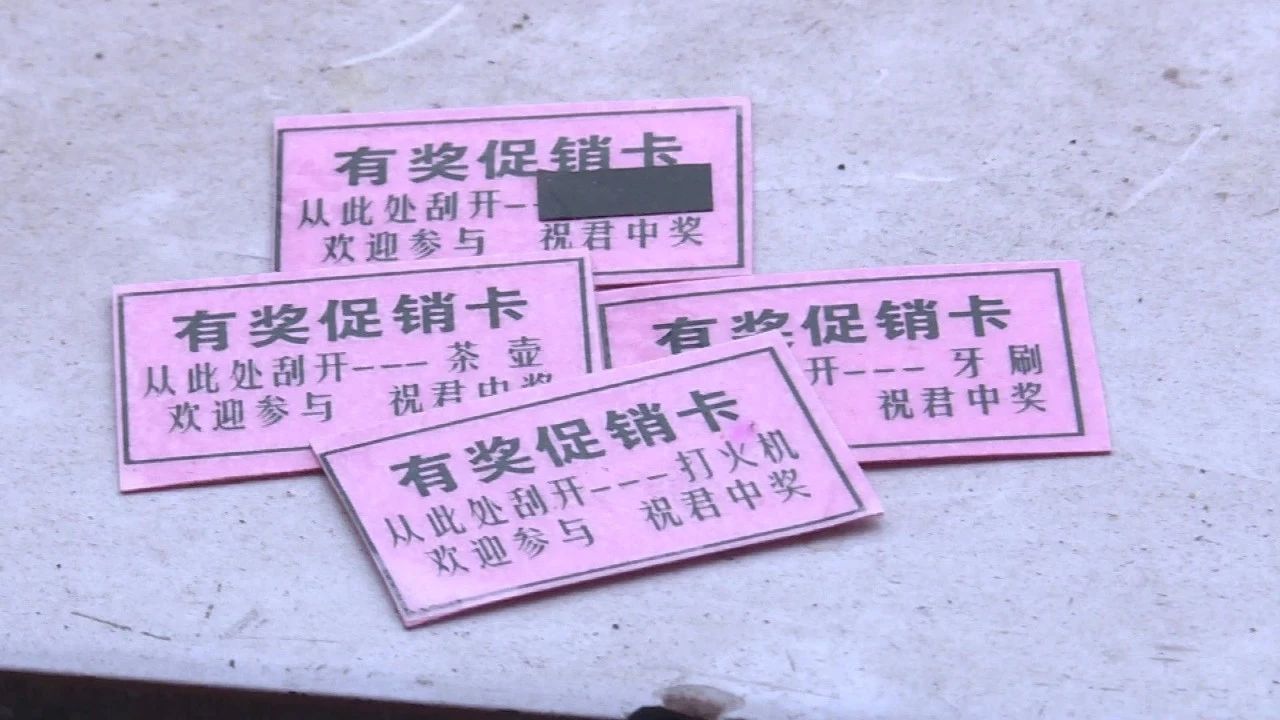 有奖促销卡
从此处刮开--
欢迎参与 祝君中奖
有奖促销卡
从此处刮开---茶壶
欢迎参与 祝君中奖
有奖促销卡
开---牙刷
祝君中奖
有奖促销卡
从此处刮开---打火机
欢迎参与 祝君中奖